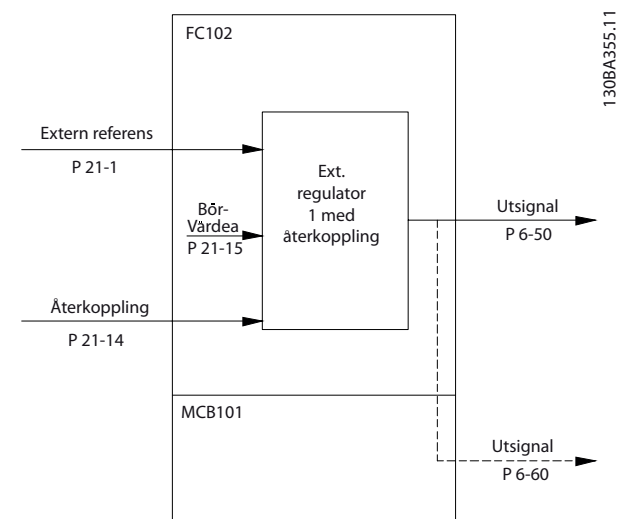 FC102
130BA355.11
Extern referens
P 21-1
Ext.
regulator
1 med
återkoppling
Bör-
Värdea
P 21-15
Utsignal
P 6-50
Återkoppling
P 21-14
MCB101
Utsignal
P 6-60